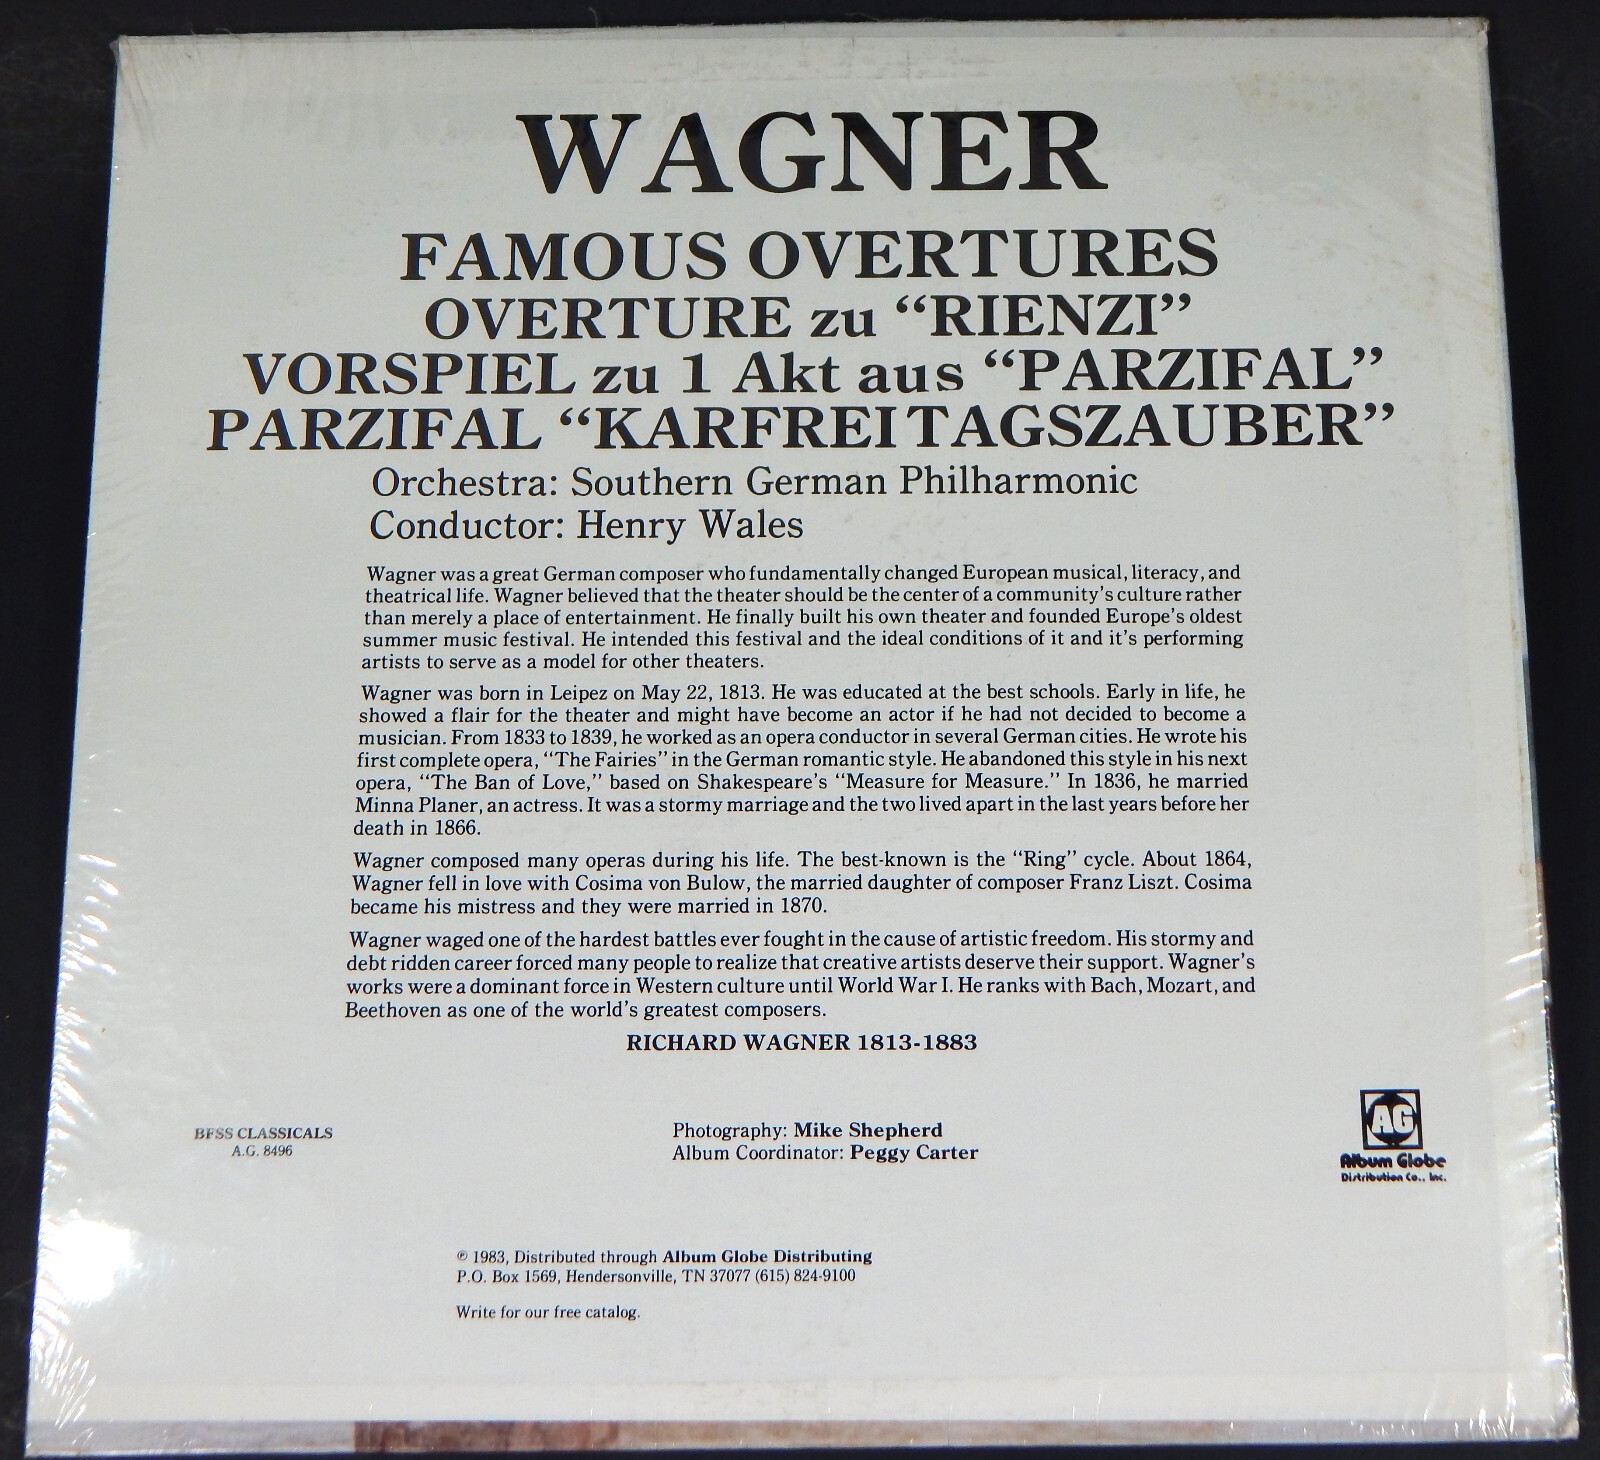 WAGNER
FAMOUS OVERTURES
OVERTURE zu “RIENZI”
VORSPIEL zu 1 Akt aus “PARZIFAL”
PARZIFAL “KARFREITAGSZAUBER”
Orchestra: Southern German Philharmonic
Conductor: Henry Wales
Wagner was a great German composer who fundamentally changed European musical, literacy, and
theatrical life. Wagner believed that the theater should be the center of a community's culture rather
than merely a place of entertainment. He finally built his own theater and founded Europe's oldest
summer music festival. He intended this festival and the ideal conditions of it and it's performing
artists to serve as a model for other theaters.
Wagner was born in Leipez on May 22, 1813. He was educated at the best schools. Early in life, he
showed a flair for the theater and might have become an actor if he had not decided to become a
musician. From 1833 to 1839, he worked as an opera conductor in several German cities. He wrote his
first complete opera, “The Fairies” in the German romantic style. He abandoned this style in his next
opera, “The Ban of Love,” based on Shakespeare's “Measure for Measure.” In 1836, he married
Minna Planer, an actress. It was a stormy marriage and the two lived apart in the last years before her
death in 1866.
Wagner composed many operas during his life. The best-known is the “Ring” cycle. About 1864,
Wagner fell in love with Cosima von Bulow, the married daughter of composer Franz Liszt. Cosima
became his mistress and they were married in 1870.
Wagner waged one of the hardest battles ever fought in the cause of artistic freedom. His stormy and
debt ridden career forced many people to realize that creative artists deserve their support. Wagner's
works were a dominant force in Western culture until World War I. He ranks with Bach, Mozart, and
Beethoven as one of the world's greatest composers.
RICHARD WAGNER 1813-1883
BFSS CLASSICALS
A.G. 8496
Photography: Mike Shepherd
Album Coordinator: Peggy Carter
AG
Album Globe
Distribution Co., Inc.
℗ 1983, Distributed through Album Globe Distributing
P.O. Box 1569, Hendersonville, TN 37077 (615) 824-9100
Write for our free catalog.